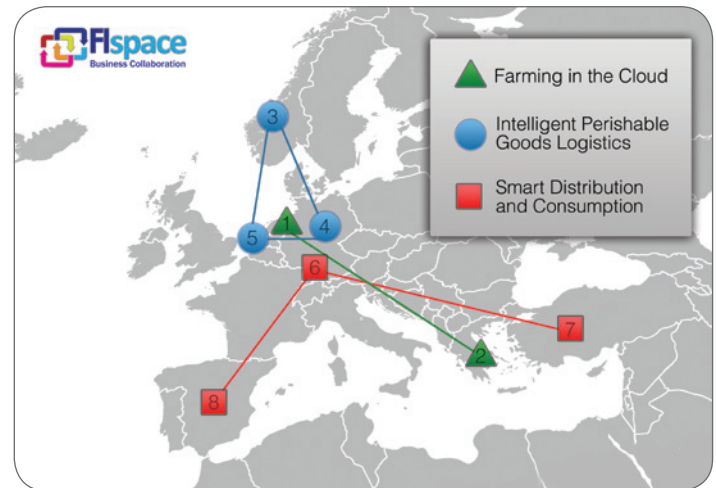 FIspace
Business Collaboration
Farming in the Cloud
Intelligent Perishable
Goods Logistics
Smart Distribution
and Consumption
3
1
4
5
6
7
2
8